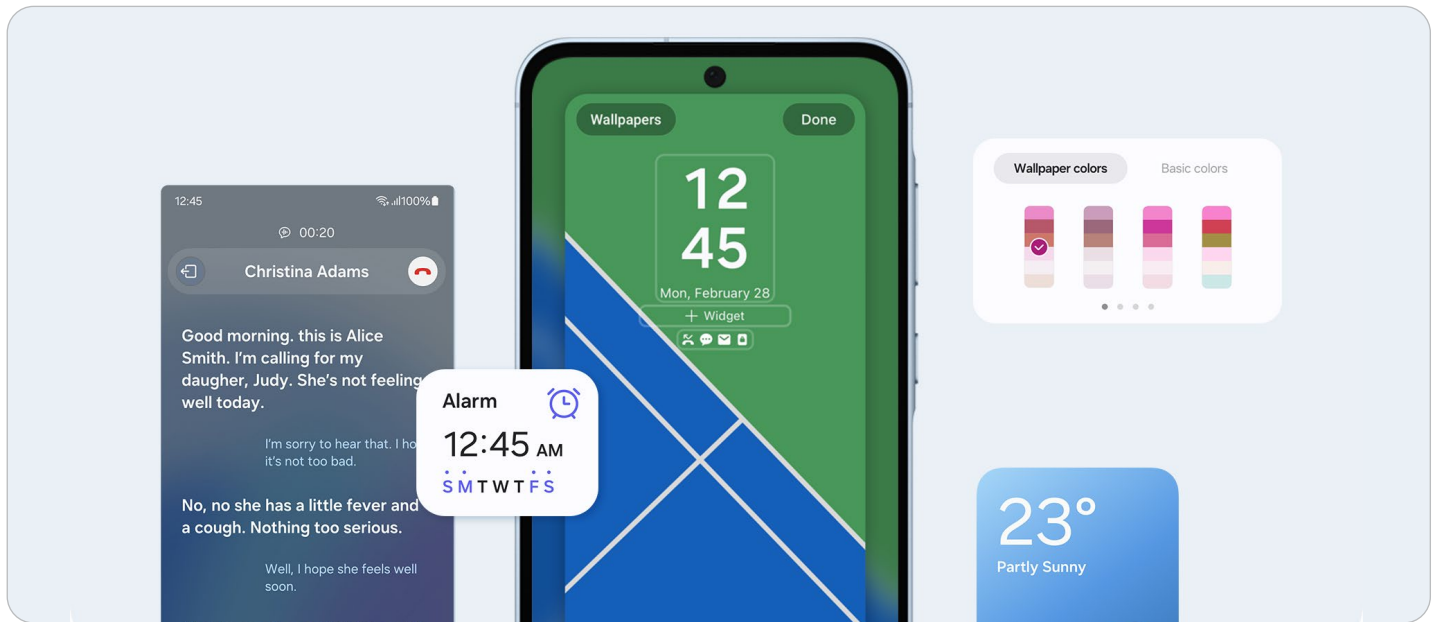 12:45
100%
00:20
Christina Adams
Good morning. this is Alice
Smith. I'm calling for my
daugher, Judy. She's not feeling
well today.
I'm sorry to hear that. I ho
it's not too bad.
No, no she has a little fever and
a cough. Nothing too serious.
Well, I hope she feels well
soon.
Alarm
12:45 AM
S M T W T F S
Wallpapers
Done
12
45
Mon, February 28
+ Widget
Wallpaper colors
Basic colors
23°
Partly Sunny